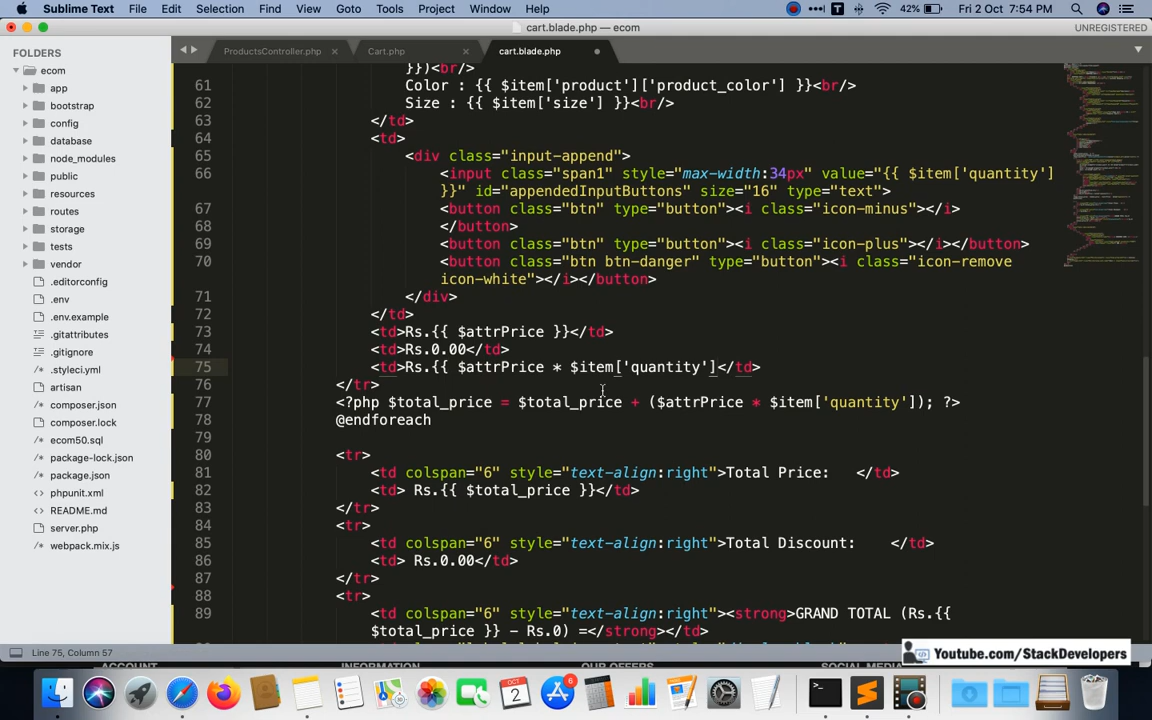 Sublime Text File Edit Selection Find View Goto Tools Project Window Help 42% Fri 2 Oct 7:54 PM
cart.blade.php — ecom UNREGISTERED
FOLDERS
ecom
app
bootstrap
config
database
node_modules
public
resources
routes
storage
tests
vendor
.editorconfig
.env
.env.example
.gitattributes
.gitignore
.styleci.yml
artisan
composer.json
composer.lock
ecom50.sql
package-lock.json
package.json
phpunit.xml
README.md
server.php
webpack.mix.js
ProductsController.php × Cart.php × cart.blade.php
}})<br/>
61 Color : {{ $item['product']['product_color'] }}<br/>
62 Size : {{ $item['size'] }}<br/>
63 </td>
64 <td>
65 <div class="input-append">
66 <input class="span1" style="max-width:34px" value="{{ $item['quantity']
}}" id="appendedInputButtons" size="16" type="text">
67 <button class="btn" type="button"><i class="icon-minus"></i>
68 </button>
69 <button class="btn" type="button"><i class="icon-plus"></i></button>
70 <button class="btn btn-danger" type="button"><i class="icon-remove
icon-white"></i></button>
71 </div>
72 </td>
73 <td>Rs.{{ $attrPrice }}</td>
74 <td>Rs.0.00</td>
75 <td>Rs.{{ $attrPrice * $item['quantity']</td>
76 </tr>
77 <?php $total_price = $total_price + ($attrPrice * $item['quantity']); ?>
78 @endforeach
79
80 <tr>
81 <td colspan="6" style="text-align:right">Total Price: </td>
82 <td> Rs.{{ $total_price }}</td>
83 </tr>
84 <tr>
85 <td colspan="6" style="text-align:right">Total Discount: </td>
86 <td> Rs.0.00</td>
87 </tr>
88 <tr>
89 <td colspan="6" style="text-align:right"><strong>GRAND TOTAL (Rs.{{
$total_price }} - Rs.0) =</strong></td>
Line 75, Column 57
Youtube.com/StackDevelopers
ACCOUNT INFORMATION OUR OFFERS SOCIAL MEDIA
OCT
2
6